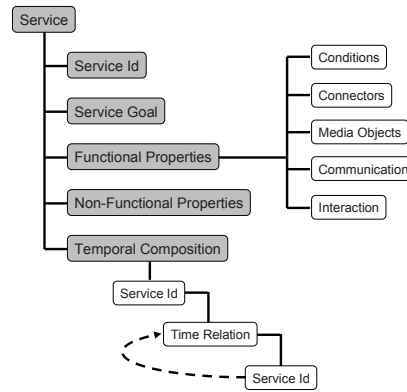 Service
Service Id
Service Goal
Functional Properties
Non-Functional Properties
Temporal Composition
Conditions
Connectors
Media Objects
Communication
Interaction
Service Id
Time Relation
Service Id